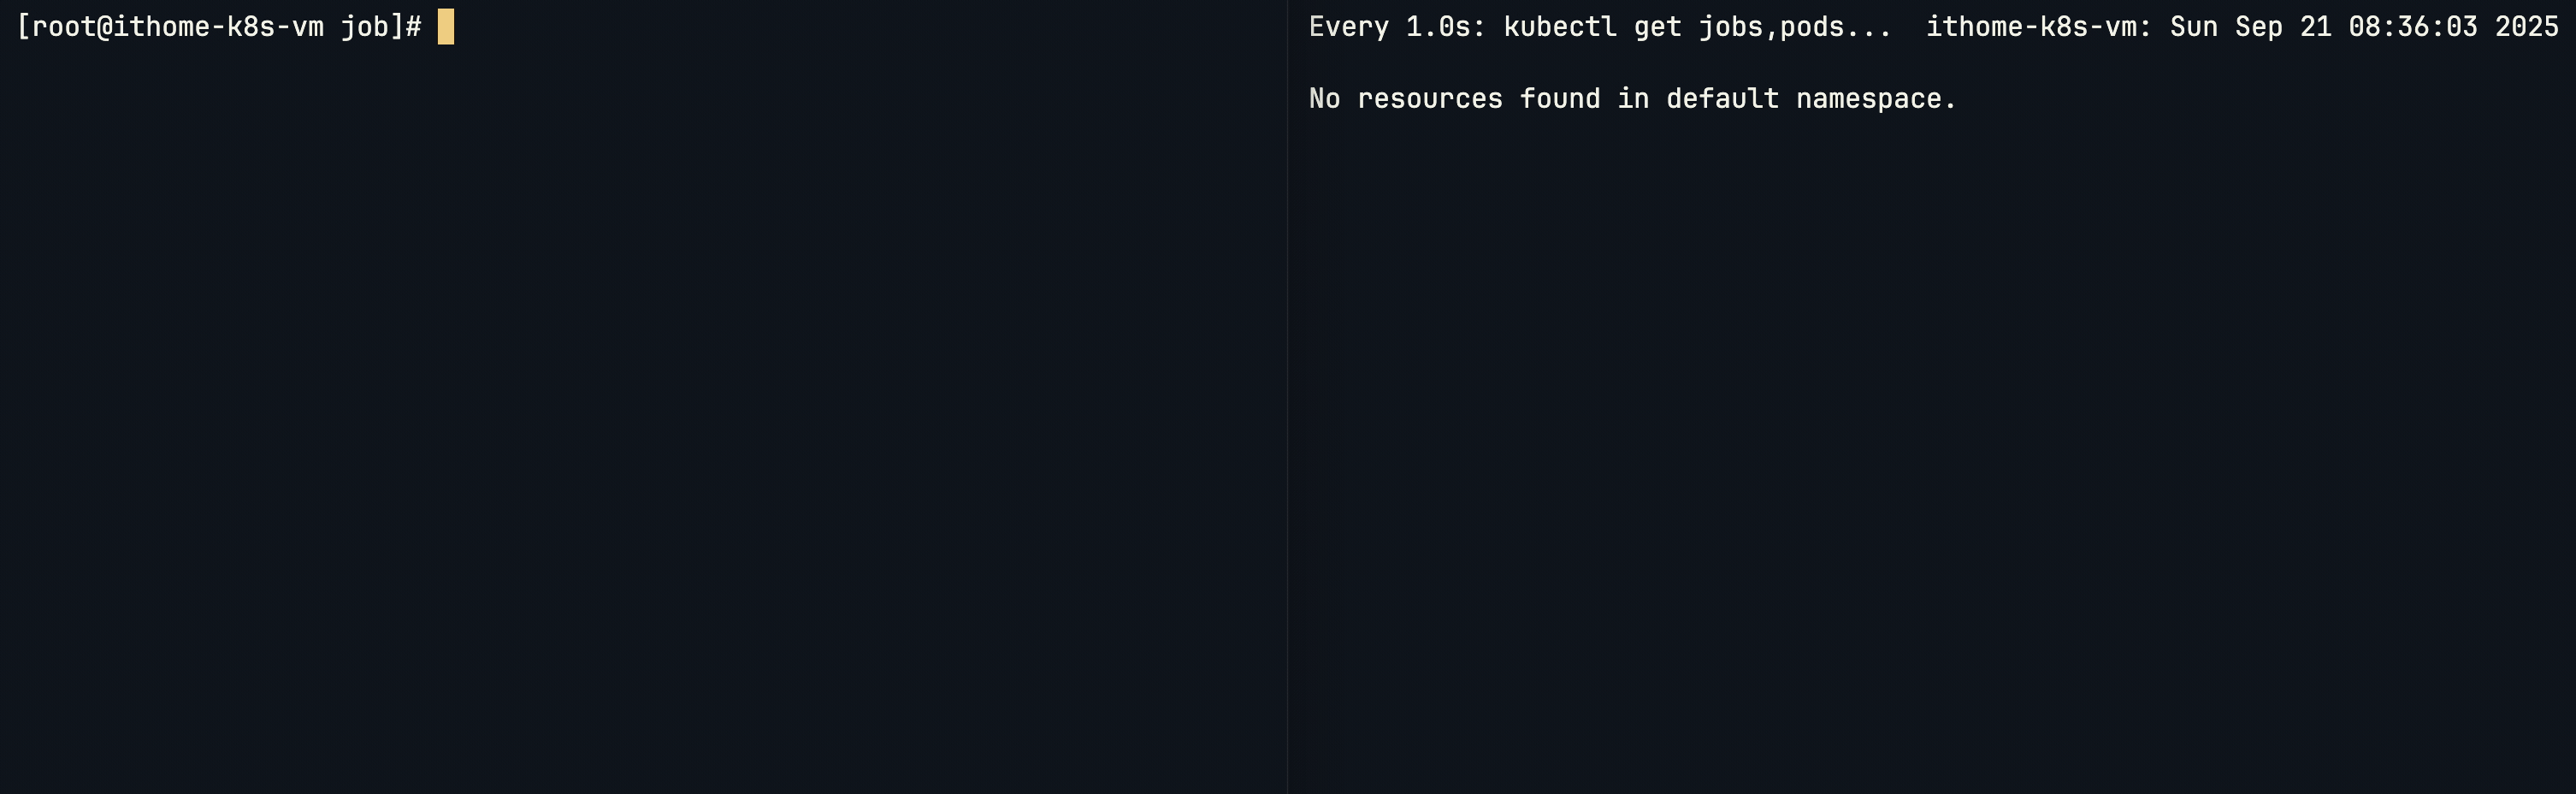 [root@ithome-k8s-vm job]#
Every 1.0s: kubectl get jobs,pods...  ithome-k8s-vm: Sun Sep 21 08:36:03 2025
No resources found in default namespace.